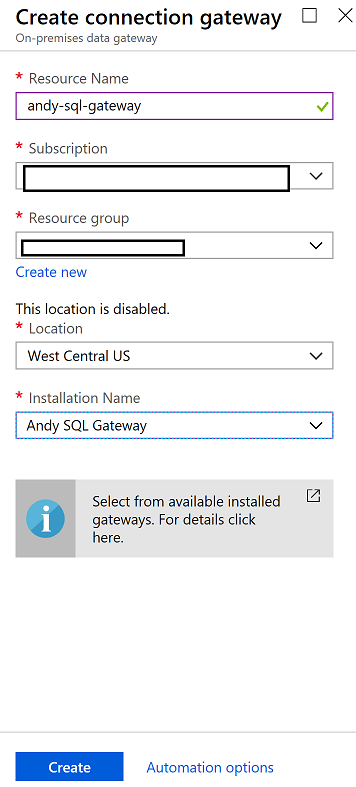 Create connection gateway
On-premises data gateway
* Resource Name
andy-sql-gateway
* Subscription
* Resource group
Create new
This location is disabled.
* Location
West Central US
* Installation Name
Andy SQL Gateway
Select from available installed
gateways. For details click
here.
Create
Automation options